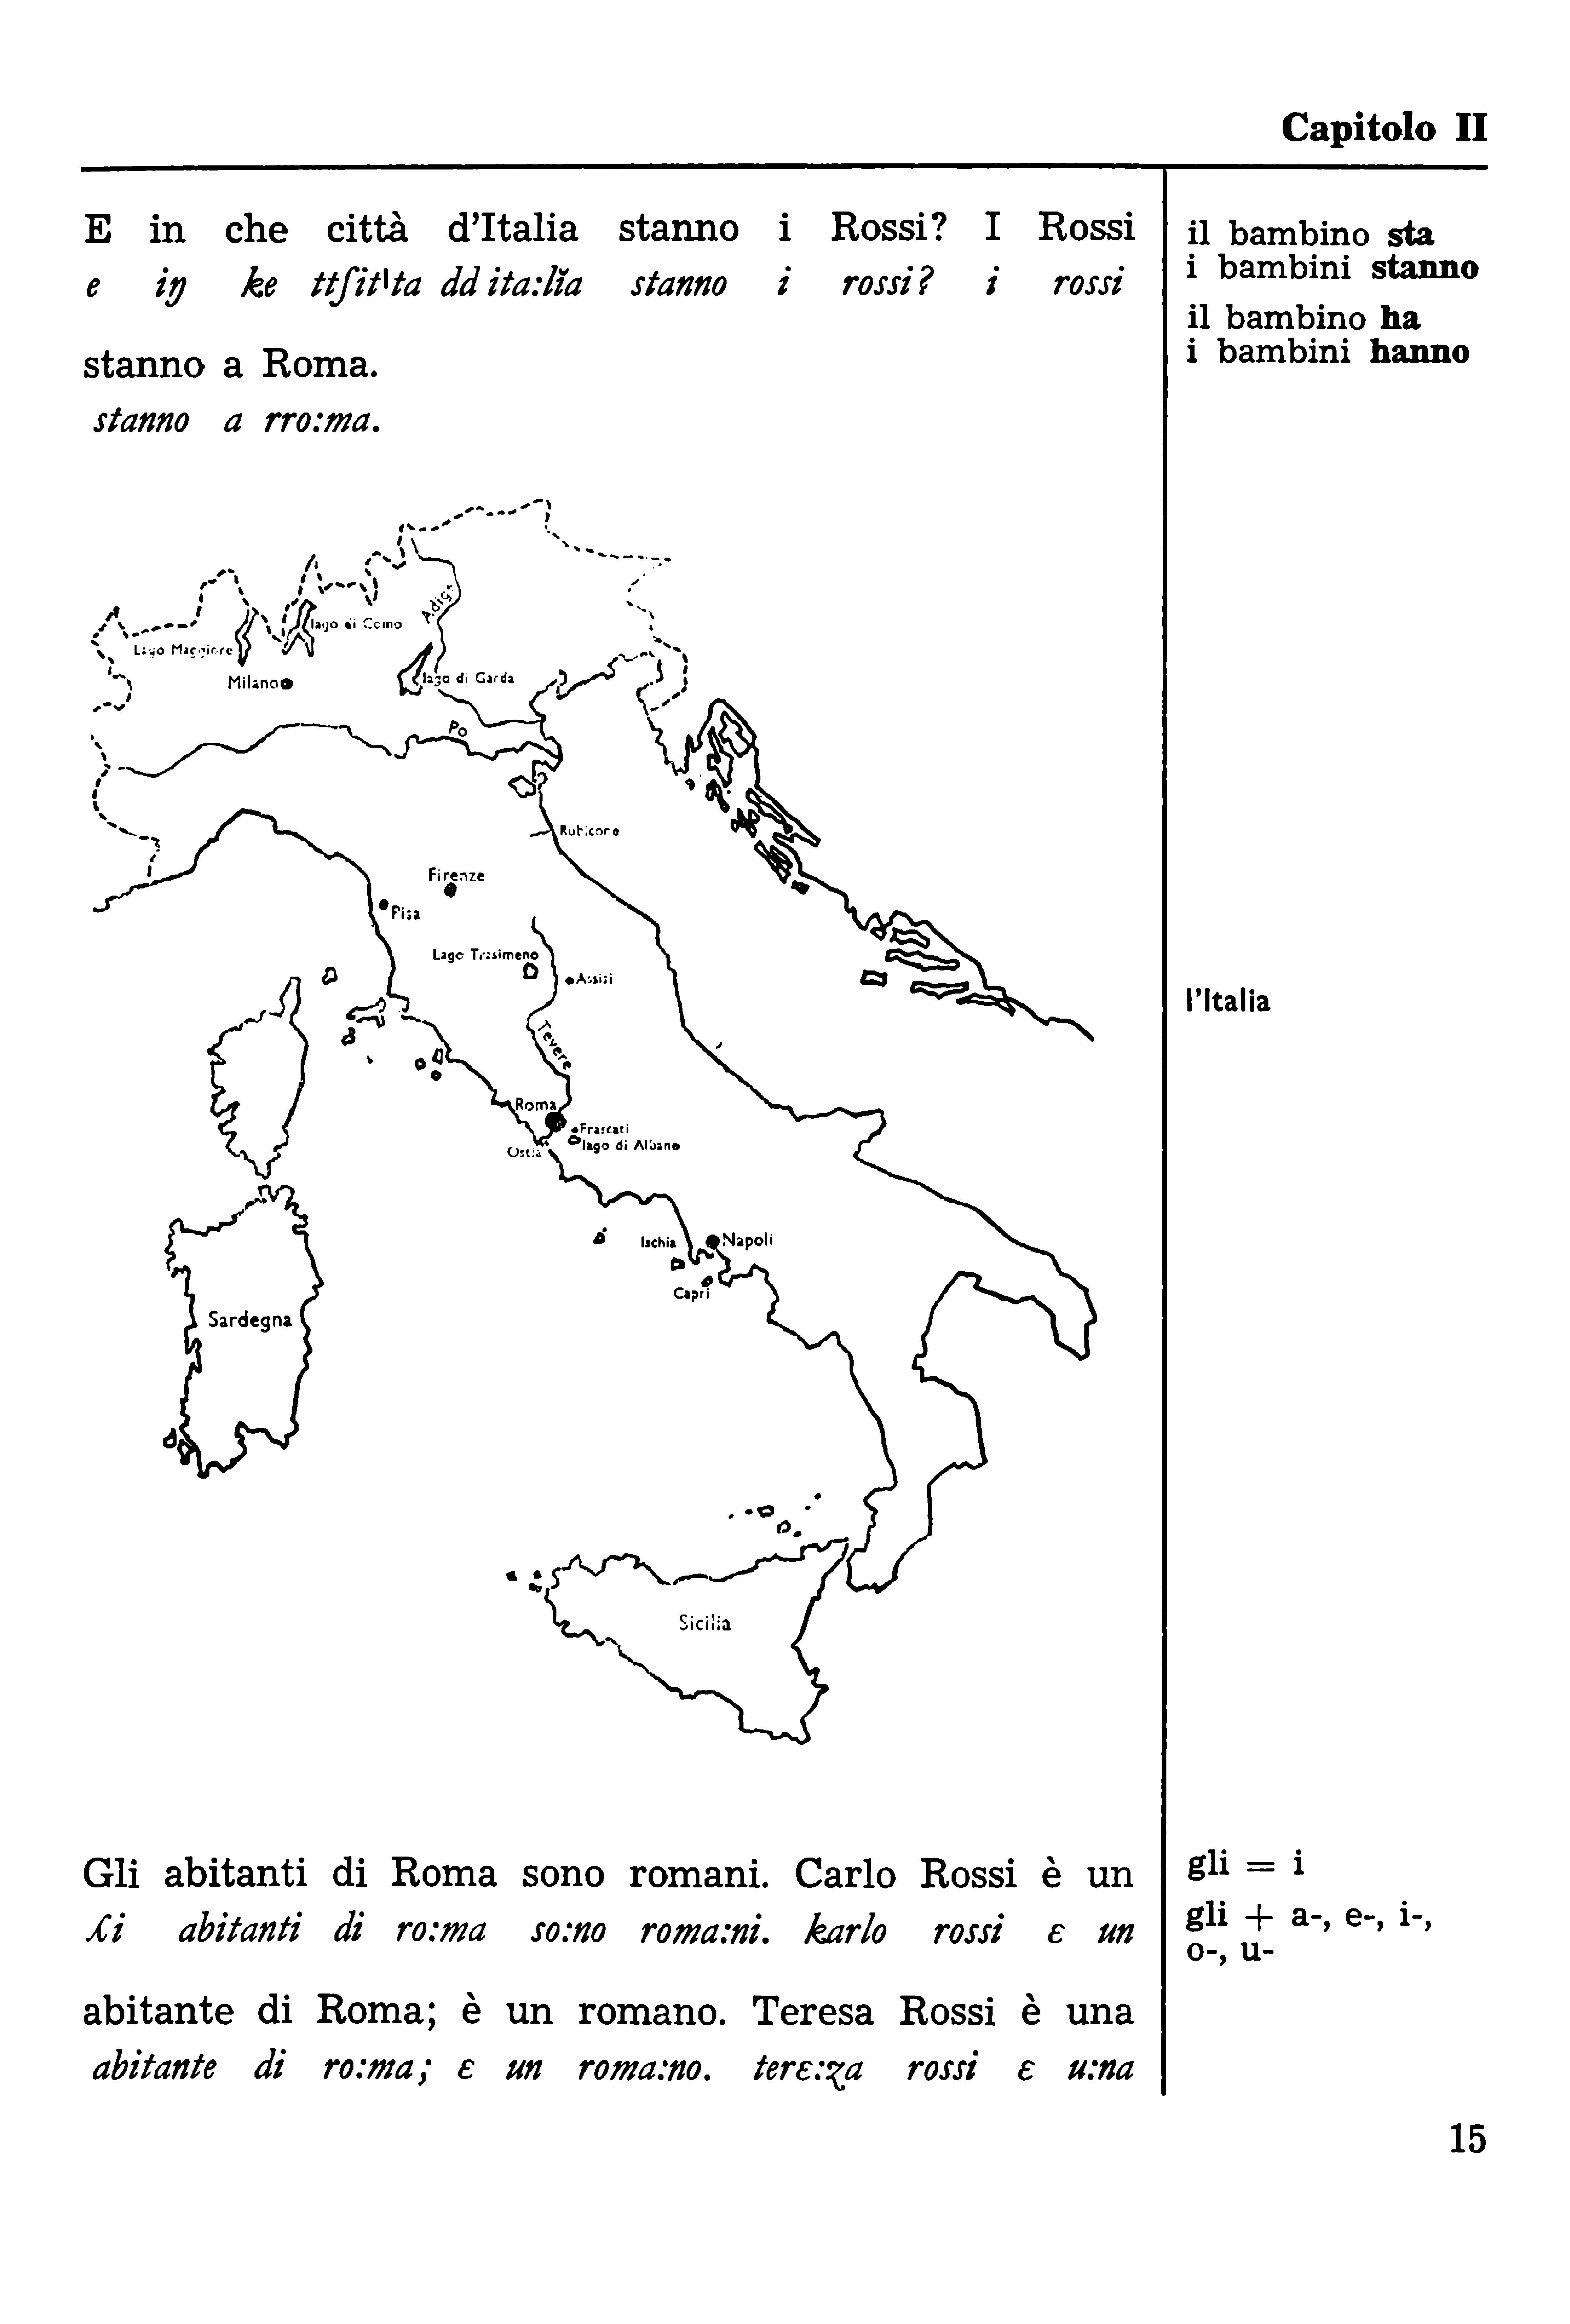 Capitolo II
E in che città d'Italia stanno i Rossi? I Rossi
e iŋ ke ttʃitˈta dd ita:lĭa stanno i rossi? i rossi
stanno a Roma.
stanno a rro:ma.
il bambino sta
i bambini stanno
il bambino ha
i bambini hanno
Adige
lago di Como
Lago Maggiore
Milano
lago di Garda
Po
Rubicone
Firenze
Pisa
Lago Trasimeno
Assisi
Tevere
Roma
Frascati
lago di Albano
Ostia
Ischia
Napoli
Capri
Sardegna
Sicilia
l'Italia
Gli abitanti di Roma sono romani. Carlo Rossi è un
ʎi abitanti di ro:ma so:no roma:ni. karlo rossi ɛ un
abitante di Roma; è un romano. Teresa Rossi è una
abitante di ro:ma; ɛ un roma:no. terɛ:ʐa rossi ɛ u:na
gli = i
gli + a-, e-, i-,
o-, u-
15